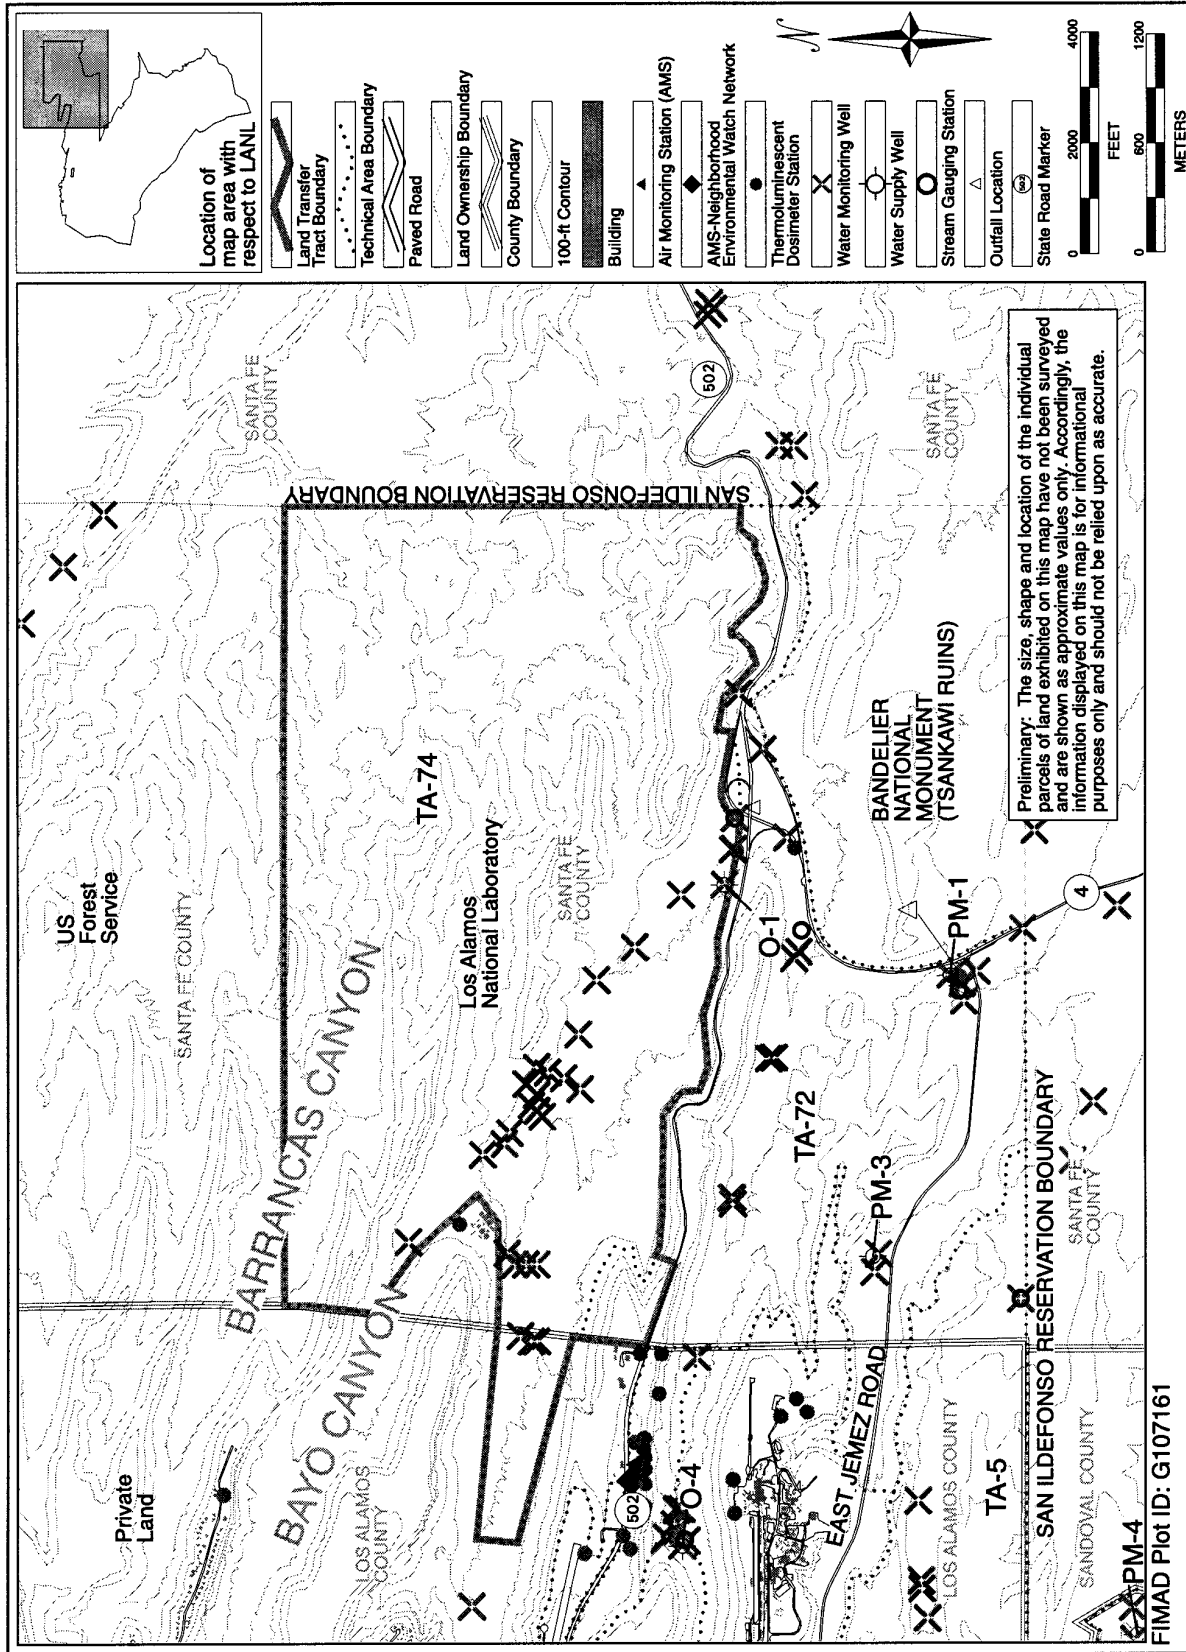 Location of
map area with
respect to LANL
Land Transfer
Tract Boundary
Technical Area Boundary
Paved Road
Land Ownership Boundary
County Boundary
100-ft Contour
Building
Air Monitoring Station (AMS)
AMS-Neighborhood
Environmental Watch Network
Thermoluminescent
Dosimeter Station
Water Monitoring Well
Water Supply Well
Stream Gauging Station
Outfall Location
502
State Road Marker
N
0 2000 4000
FEET
0 600 1200
METERS
Private
Land
US
Forest
Service
SANTA FE COUNTY
SANTA FE
COUNTY
BARRANCAS CANYON
BAYO CANYON
LOS ALAMOS
COUNTY
TA-74
Los Alamos
National Laboratory
SANTA FE
COUNTY
SAN ILDEFONSO RESERVATION BOUNDARY
502
502
O-4
O-1
TA-72
PM-3
PM-1
EAST JEMEZ ROAD
BANDELIER
NATIONAL
MONUMENT
(TSANKAWI RUINS)
SANTA FE
COUNTY
LOS ALAMOS COUNTY
TA-5
SAN ILDEFONSO RESERVATION BOUNDARY
SANDOVAL COUNTY
SANTA FE
COUNTY
4
PM-4
Preliminary: The size, shape and location of the individual
parcels of land exhibited on this map have not been surveyed
and are shown as approximate values only. Accordingly, the
information displayed on this map is for informational
purposes only and should not be relied upon as accurate.
FIMAD Plot ID: G107161